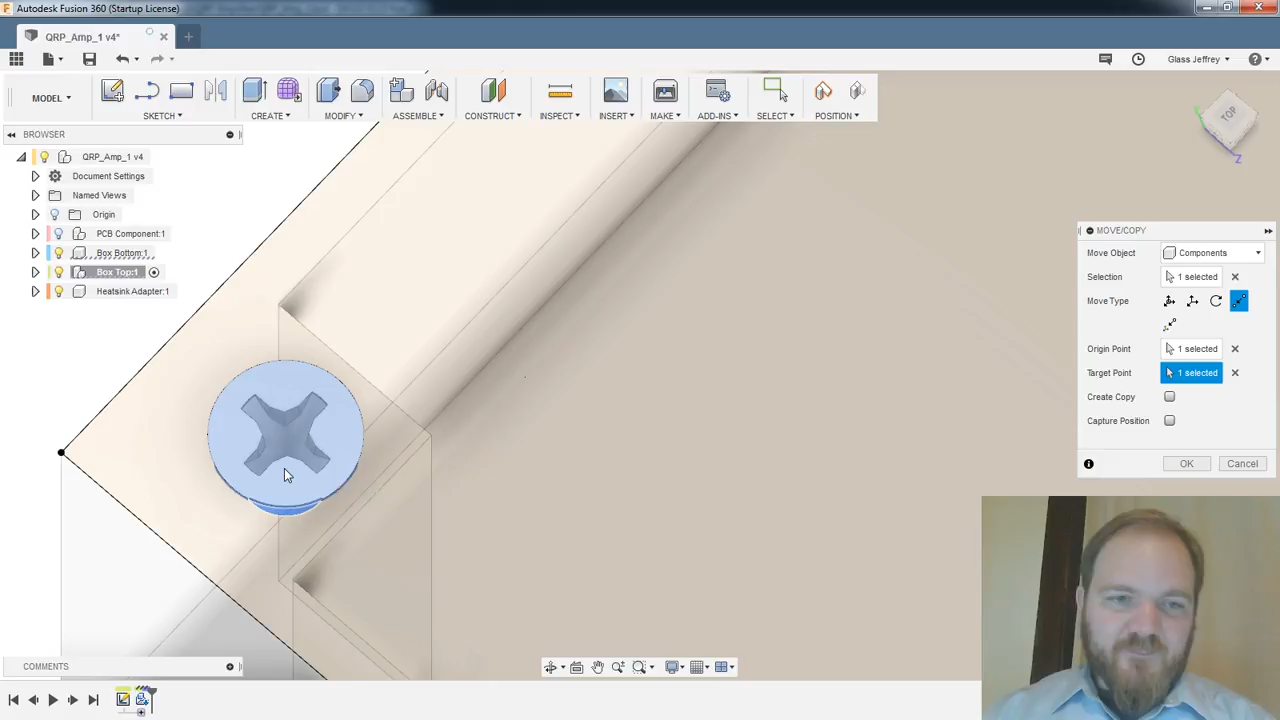 Autodesk Fusion 360 (Startup License)
QRP_Amp_1 v4*
Glass Jeffrey
MODEL
SKETCH
CREATE
MODIFY
ASSEMBLE
CONSTRUCT
INSPECT
INSERT
MAKE
ADD-INS
SELECT
POSITION
BROWSER
QRP_Amp_1 v4
Document Settings
Named Views
Origin
PCB Component:1
Box Bottom:1
Box Top:1
Heatsink Adapter:1
TOP
Z
MOVE/COPY
Move Object Components
Selection 1 selected
Move Type
Origin Point 1 selected
Target Point 1 selected
Create Copy
Capture Position
OK Cancel
COMMENTS